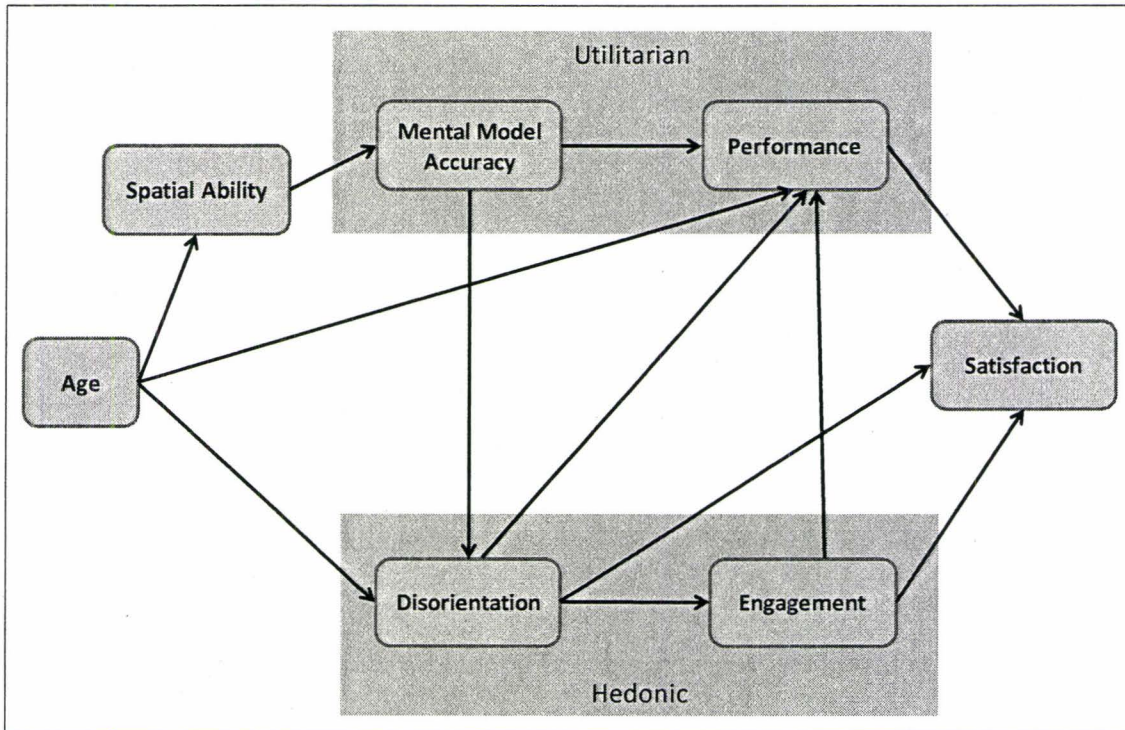 Utilitarian
Mental Model
Accuracy
Performance
Spatial Ability
Age
Satisfaction
Disorientation
Engagement
Hedonic